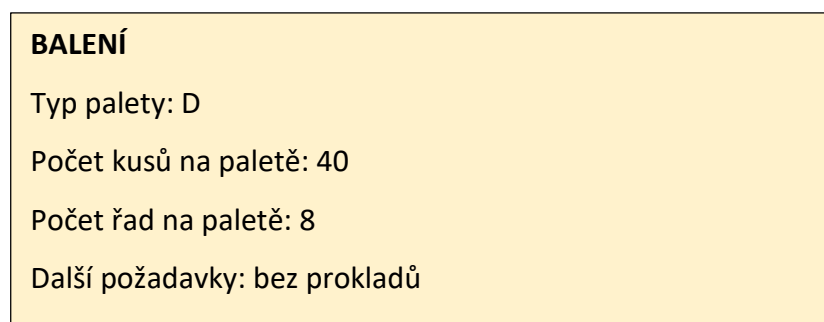 BALENÍ
Typ palety: D
Počet kusů na paletě: 40
Počet řad na paletě: 8
Další požadavky: bez prokladů